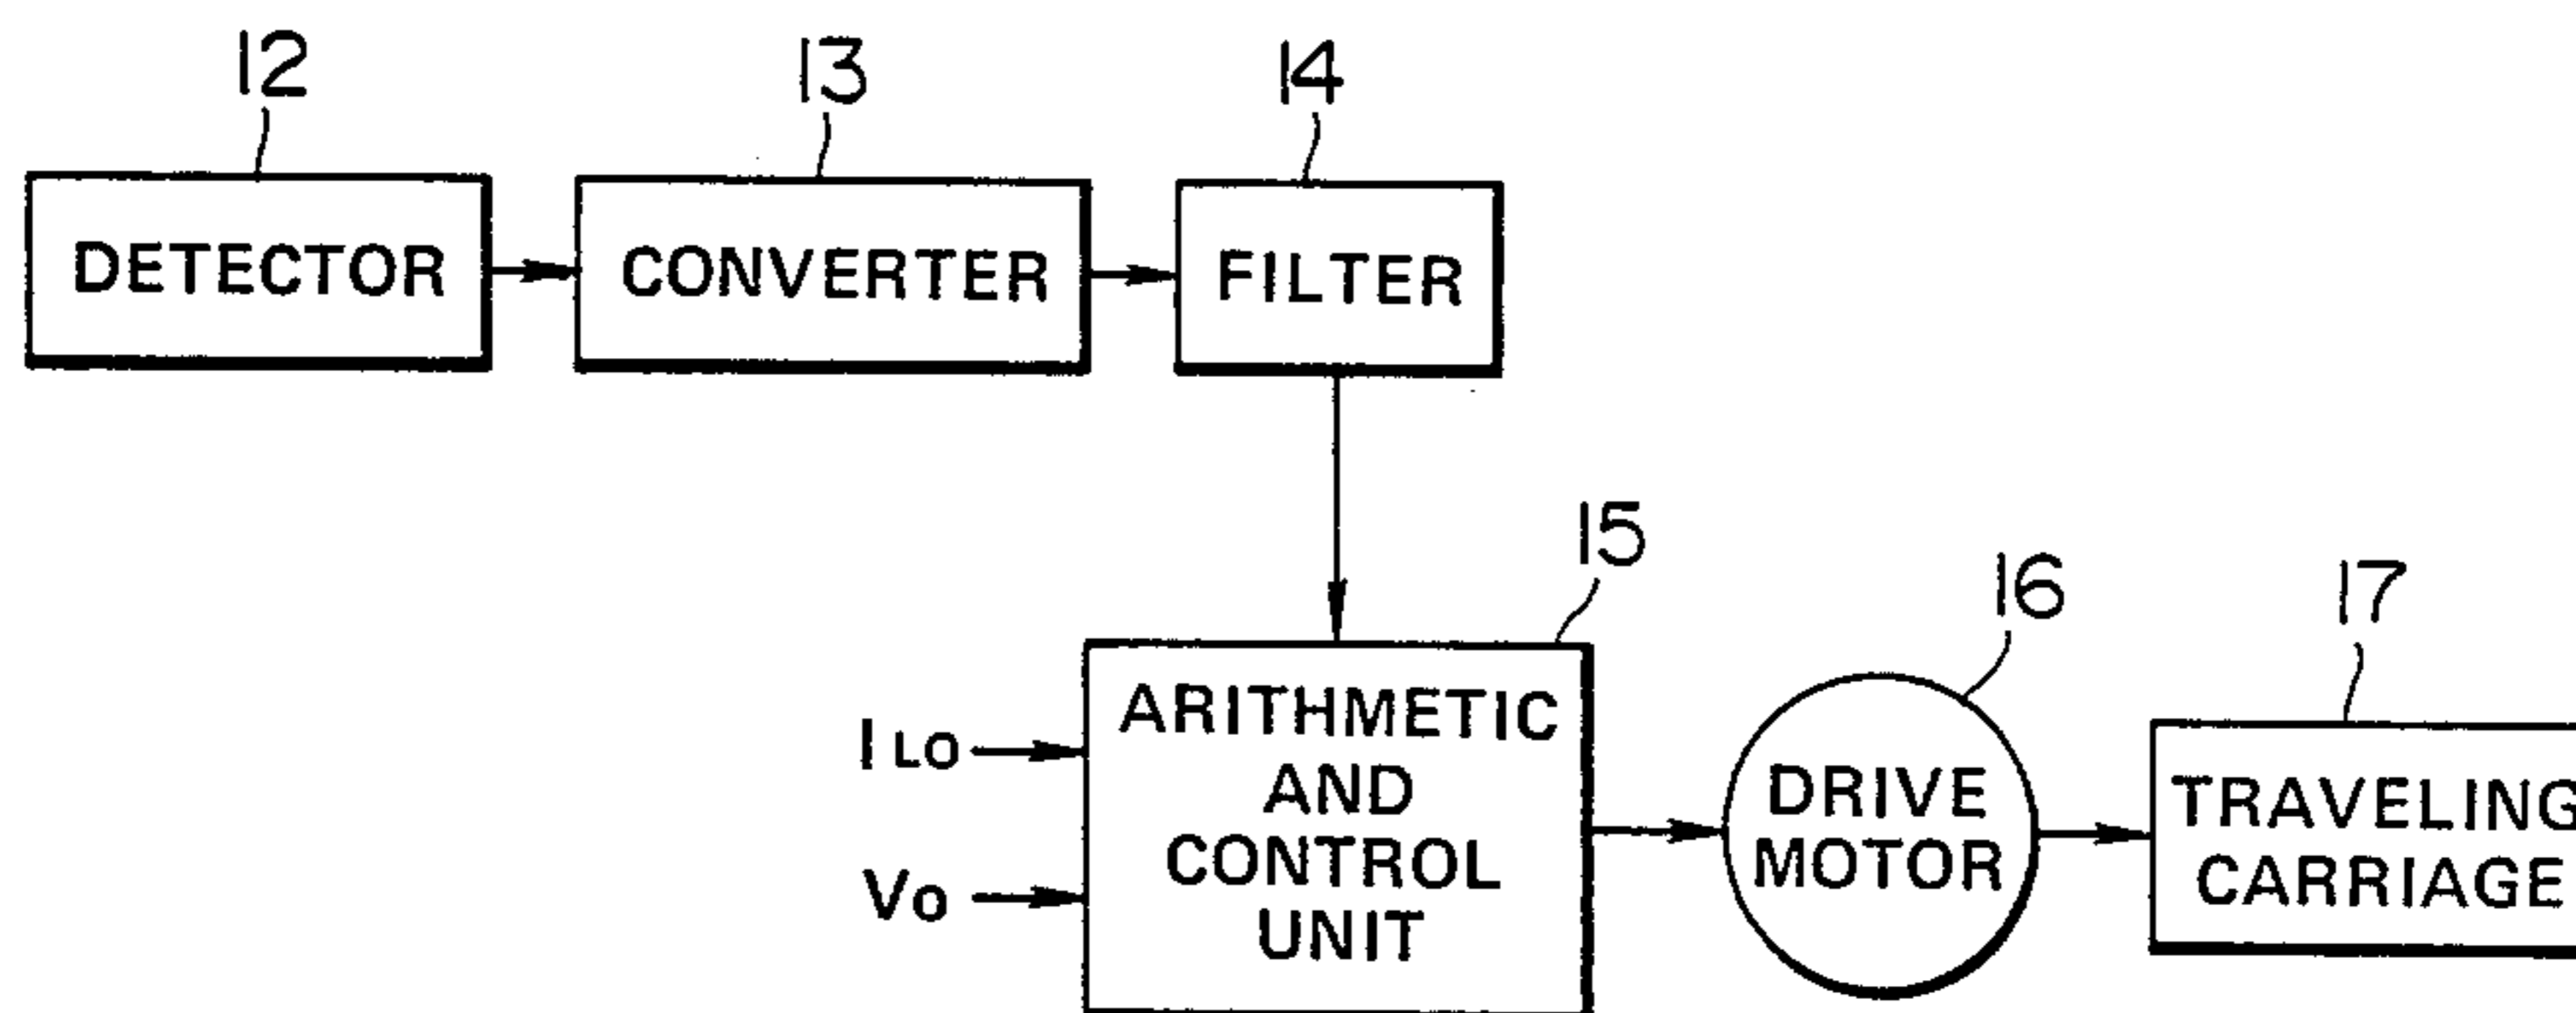 12
13
14
DETECTOR
CONVERTER
FILTER
15
16
17
ILO
VO
ARITHMETIC
AND
CONTROL
UNIT
DRIVE
MOTOR
TRAVELING
CARRIAGE